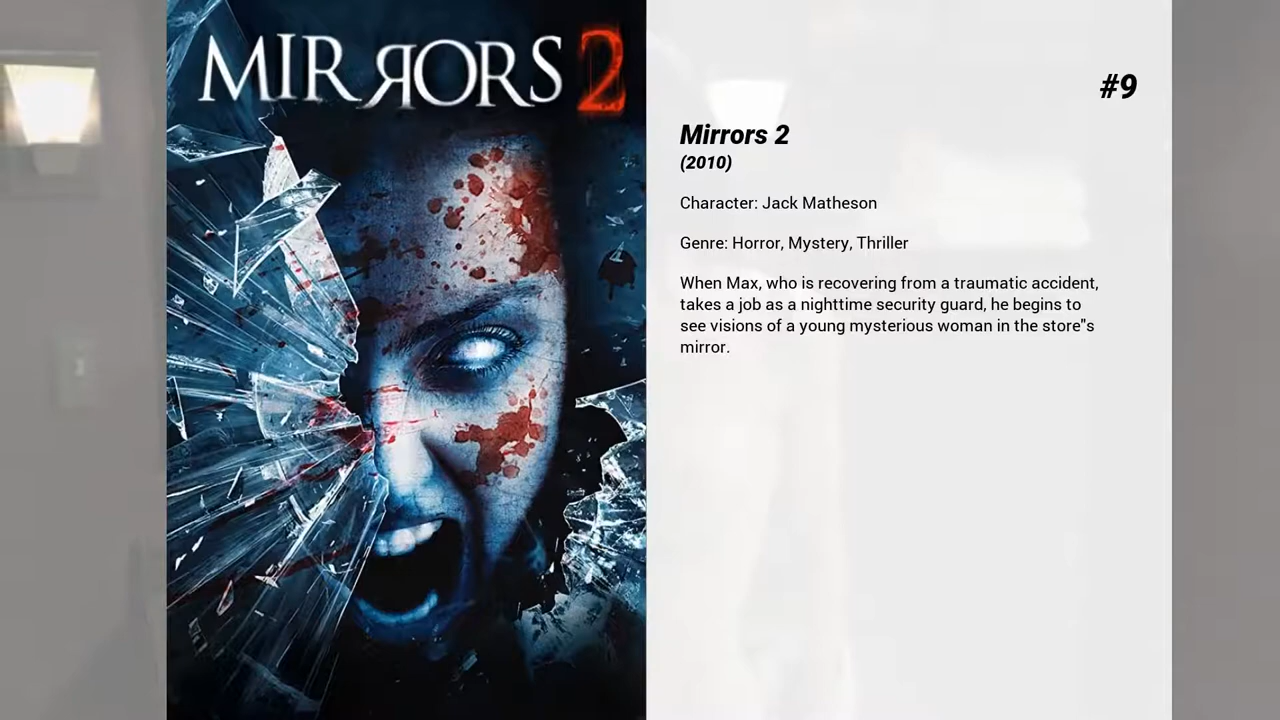 MIRRORS 2
#9
Mirrors 2
(2010)
Character: Jack Matheson
Genre: Horror, Mystery, Thriller
When Max, who is recovering from a traumatic accident,
takes a job as a nighttime security guard, he begins to
see visions of a young mysterious woman in the store"s
mirror.